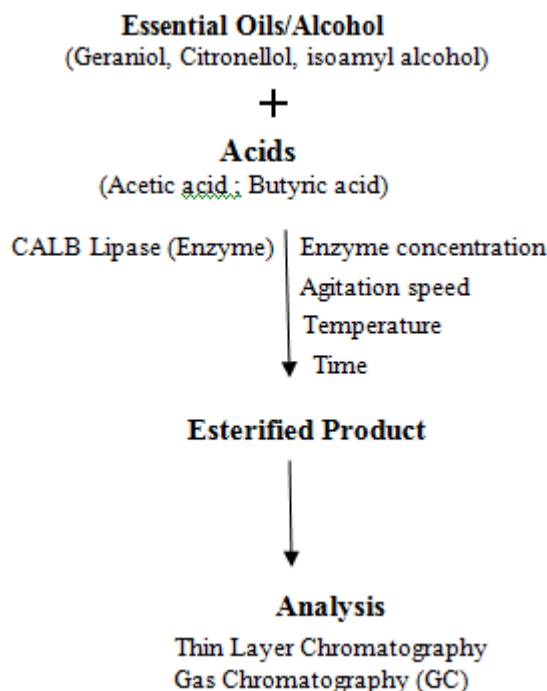 Essential Oils/Alcohol
(Geraniol, Citronellol, isoamyl alcohol)
+
Acids
(Acetic acid ; Butyric acid)
CALB Lipase (Enzyme)
Enzyme concentration
Agitation speed
Temperature
Time
Esterified Product
Analysis
Thin Layer Chromatography
Gas Chromatography (GC)